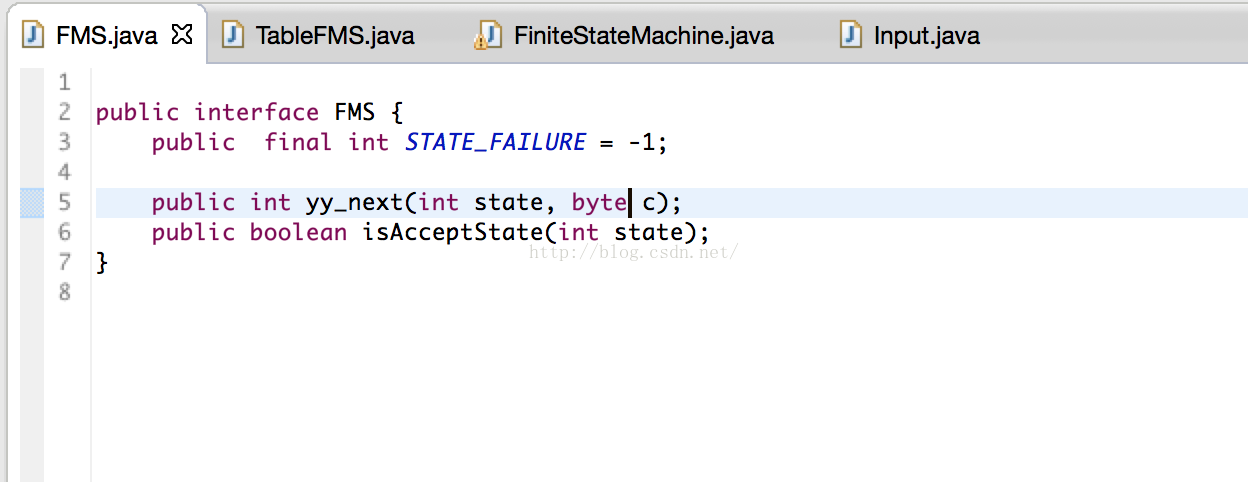 FMS.java TableFMS.java FiniteStateMachine.java Input.java
1
2 public interface FMS {
3     public  final int STATE_FAILURE = -1;
4
5     public int yy_next(int state, byte c);
6     public boolean isAcceptState(int state);
http://blog.csdn.net/
7 }
8